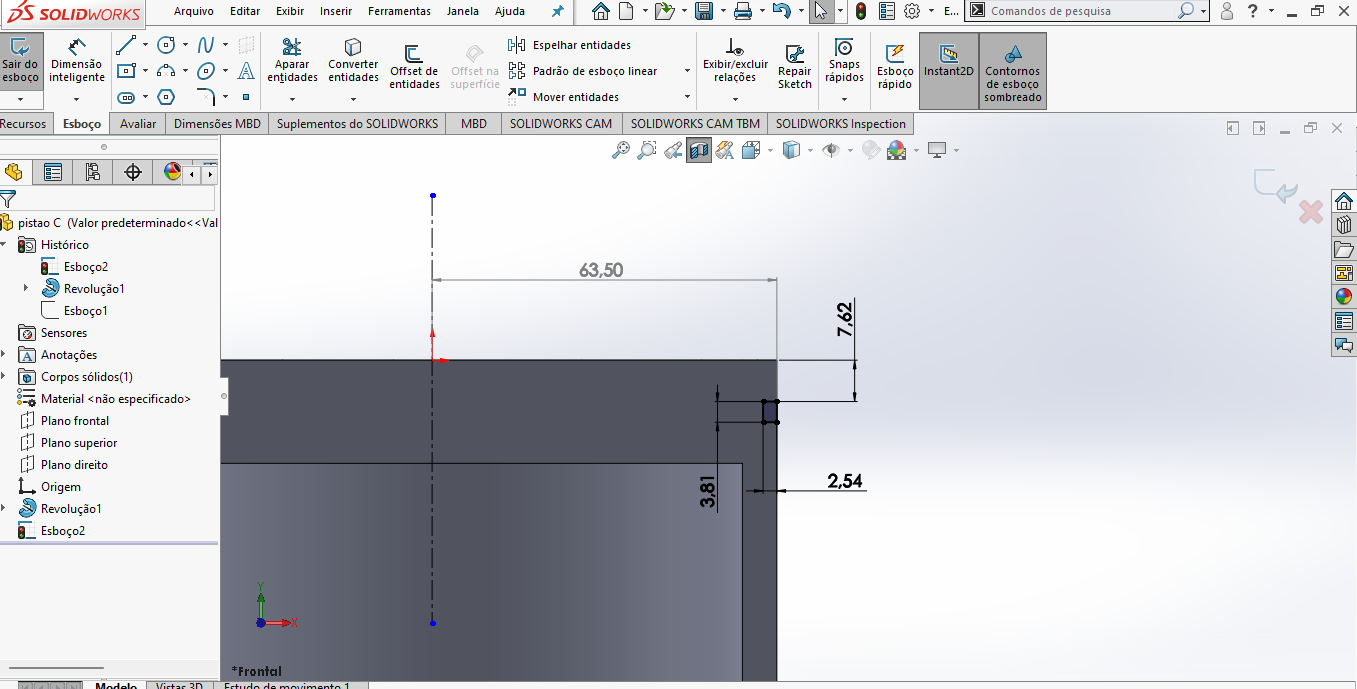 SOLIDWORKS
Arquivo Editar Exibir Inserir Ferramentas Janela Ajuda
E...
Comandos de pesquisa
?
Sair do esboço
Dimensão inteligente
Aparar entidades
Converter entidades
Offset de entidades
Offset na superfície
Espelhar entidades
Padrão de esboço linear
Mover entidades
Exibir/excluir relações
Repair Sketch
Snaps rápidos
Esboço rápido
Instant2D
Contornos de esboço sombreado
Recursos Esboço Avaliar Dimensões MBD Suplementos do SOLIDWORKS MBD SOLIDWORKS CAM SOLIDWORKS CAM TBM SOLIDWORKS Inspection
pistao C (Valor predeterminado<<Val
Histórico
Esboço2
Revolução1
Esboço1
Sensores
Anotações
Corpos sólidos(1)
Material <não especificado>
Plano frontal
Plano superior
Plano direito
Origem
Revolução1
Esboço2
63,50
7,62
3,81
2,54
Y
X
*Frontal
Modelo Vistas 3D Estudo de movimento 1